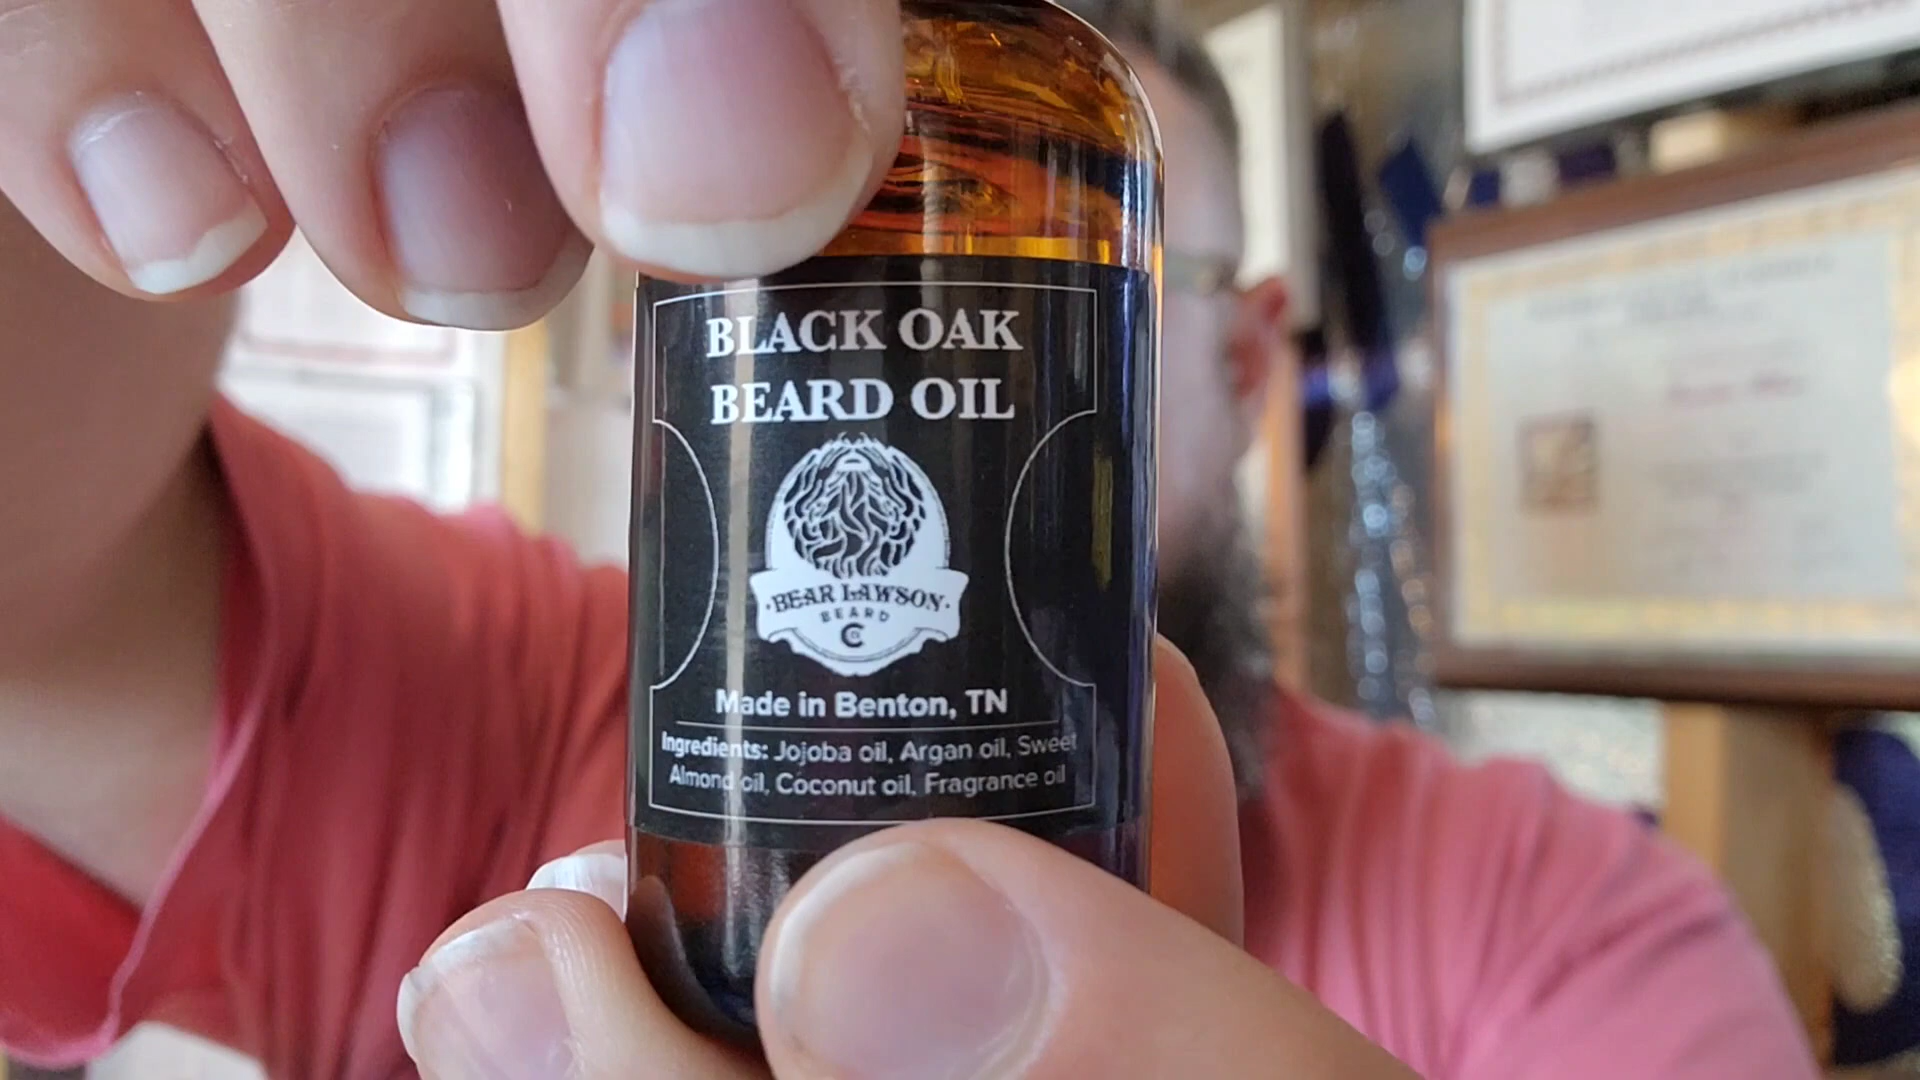 BLACK OAK
BEARD OIL
BEAR LAWSON
BEARD
Made in Benton, TN
Ingredients: Jojoba oil, Argan oil, Sweet
Almond oil, Coconut oil, Fragrance oil